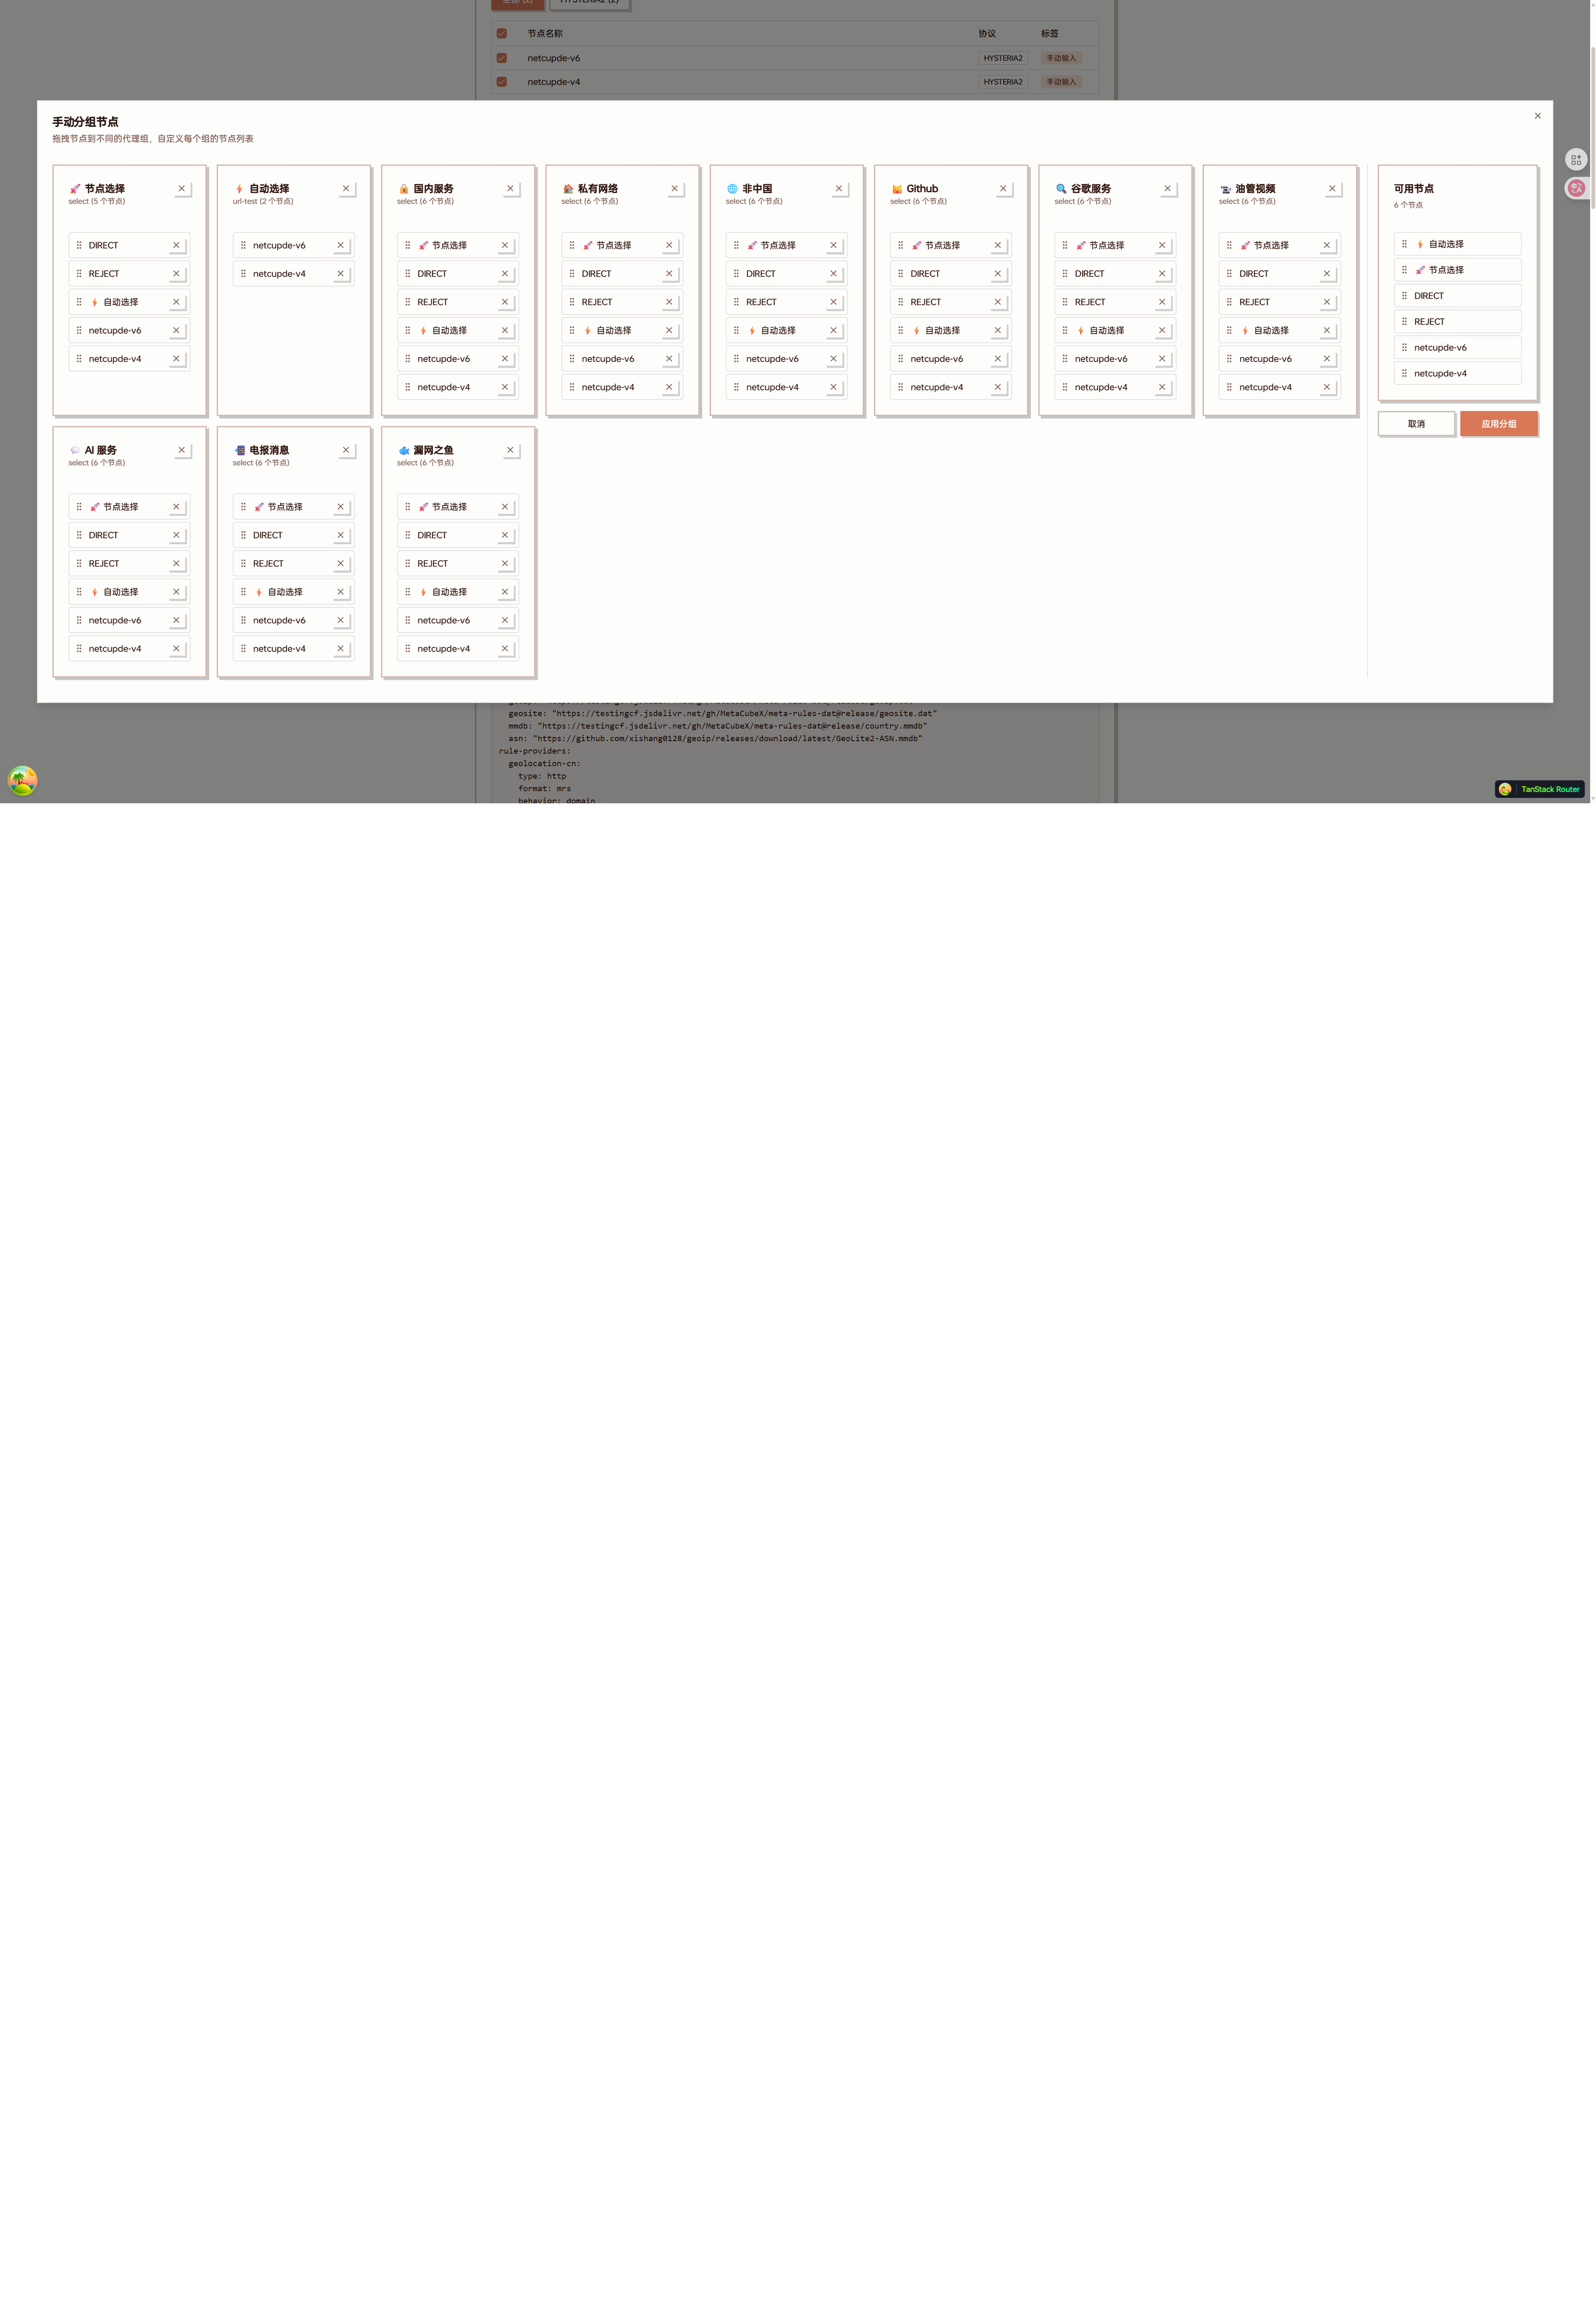 全部 (2)
HYSTERIA2 (2)
节点名称 协议 标签
netcupde-v6 HYSTERIA2 手动输入
netcupde-v4 HYSTERIA2 手动输入
手动分组节点
拖拽节点到不同的代理组，自定义每个组的节点列表
节点选择
select (5 个节点)
DIRECT
REJECT
自动选择
netcupde-v6
netcupde-v4
自动选择
url-test (2 个节点)
netcupde-v6
netcupde-v4
国内服务
select (6 个节点)
节点选择
DIRECT
REJECT
自动选择
netcupde-v6
netcupde-v4
私有网络
select (6 个节点)
节点选择
DIRECT
REJECT
自动选择
netcupde-v6
netcupde-v4
非中国
select (6 个节点)
节点选择
DIRECT
REJECT
自动选择
netcupde-v6
netcupde-v4
Github
select (6 个节点)
节点选择
DIRECT
REJECT
自动选择
netcupde-v6
netcupde-v4
谷歌服务
select (6 个节点)
节点选择
DIRECT
REJECT
自动选择
netcupde-v6
netcupde-v4
油管视频
select (6 个节点)
节点选择
DIRECT
REJECT
自动选择
netcupde-v6
netcupde-v4
可用节点
6 个节点
自动选择
节点选择
DIRECT
REJECT
netcupde-v6
netcupde-v4
取消
应用分组
AI 服务
select (6 个节点)
节点选择
DIRECT
REJECT
自动选择
netcupde-v6
netcupde-v4
电报消息
select (6 个节点)
节点选择
DIRECT
REJECT
自动选择
netcupde-v6
netcupde-v4
漏网之鱼
select (6 个节点)
节点选择
DIRECT
REJECT
自动选择
netcupde-v6
netcupde-v4
geosite: "https://testingcf.jsdelivr.net/gh/MetaCubeX/meta-rules-dat@release/geosite.dat"
mmdb: "https://testingcf.jsdelivr.net/gh/MetaCubeX/meta-rules-dat@release/country.mmdb"
asn: "https://github.com/xishang0128/geoip/releases/download/latest/GeoLite2-ASN.mmdb"
rule-providers:
geolocation-cn:
type: http
format: mrs
behavior: domain
TanStack Router